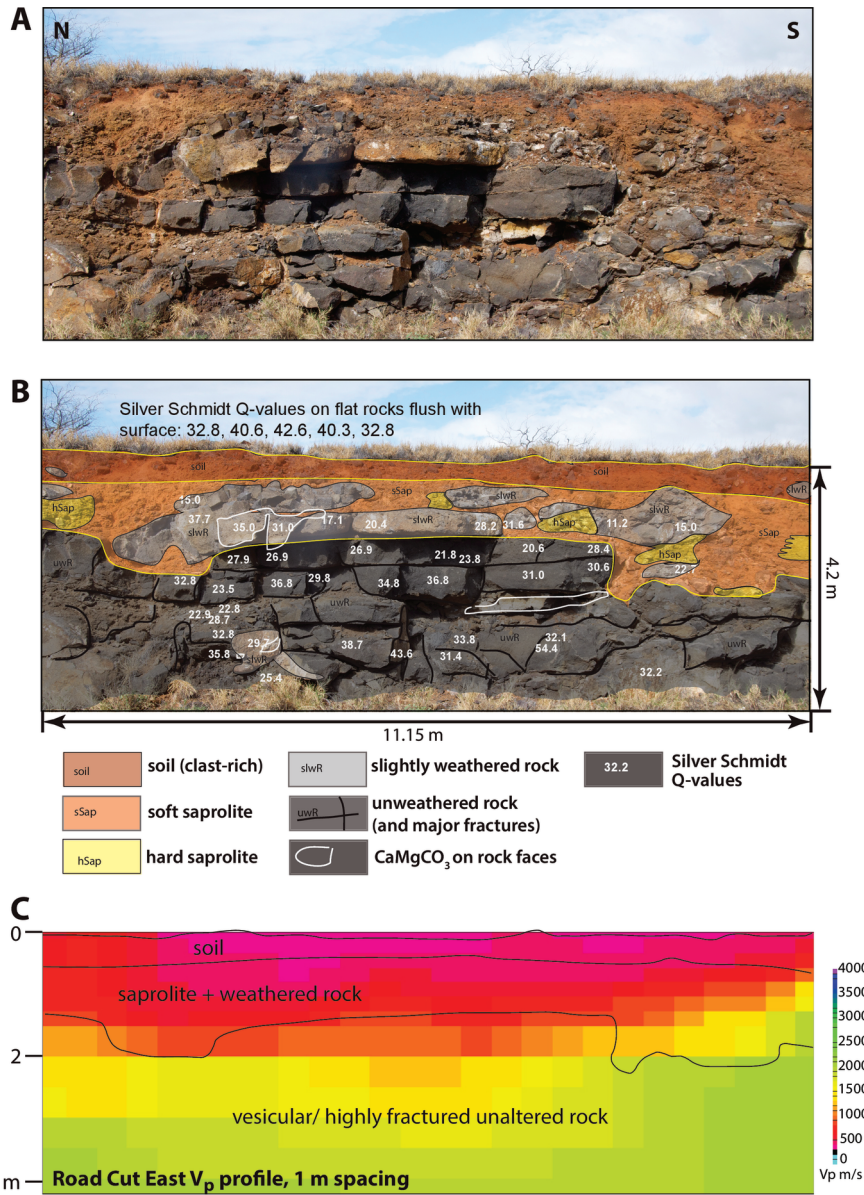 A
N
S
B
Silver Schmidt Q-values on flat rocks flush with
surface: 32.8, 40.6, 42.6, 40.3, 32.8
soil
soil
sSap
slwR
hSap
15.0
37.7
35.0
31.0
17.1
20.4
slwR
28.2
31.6
hSap
11.2
15.0
sSap
slwR
27.9
26.9
26.9
21.8
23.8
20.6
28.4
hSap
uwR
32.8
23.5
36.8
29.8
34.8
36.8
31.0
30.6
22.7
22.9
22.8
28.7
uwR
32.8
29.7
38.7
43.6
33.8
uwR
32.1
54.4
uwR
35.8
slwR
31.4
25.4
32.2
4.2 m
11.15 m
soil
soil (clast-rich)
slwR
slightly weathered rock
32.2
Silver Schmidt
Q-values
sSap
soft saprolite
uwR
unweathered rock
(and major fractures)
hSap
hard saprolite
CaMgCO3 on rock faces
C
0
soil
saprolite + weathered rock
2
vesicular/ highly fractured unaltered rock
m
Road Cut East Vp profile, 1 m spacing
4000
3500
3000
2500
2000
1500
1000
500
0
Vp m/s